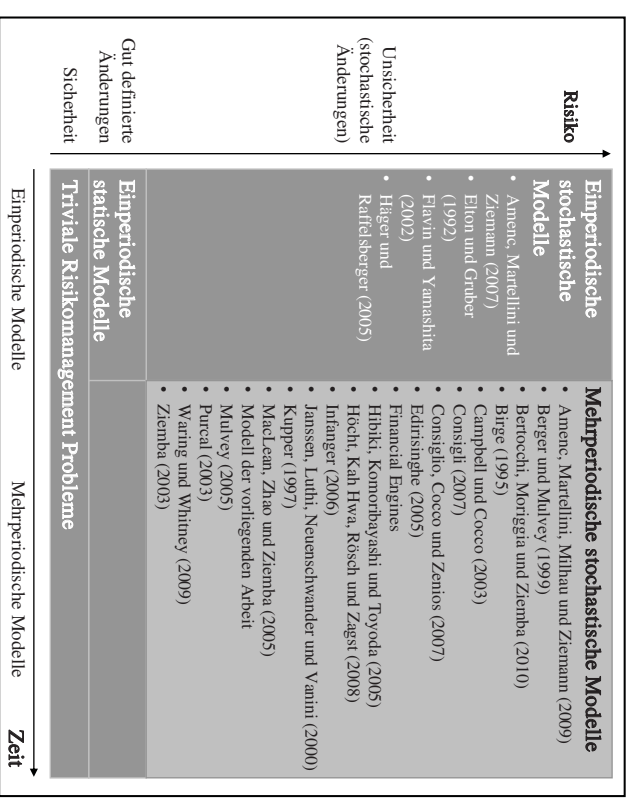 Risiko
Unsicherheit
(stochastische
Änderungen)
Gut definierte
Änderungen
Sicherheit
Einperiodische
stochastische
Modelle
• Amenc, Martellini und
Ziemann (2007)
• Elton und Gruber
(1992)
• Flavin und Yamashita
(2002)
• Häger und
Raffelsberger (2005)
Mehrperiodische stochastische Modelle
• Amenc, Martellini, Milhau und Ziemann (2009)
• Berger und Mulvey (1999)
• Bertocchi, Moriggia und Ziemba (2010)
• Birge (1995)
• Campbell und Cocco (2003)
• Consigli (2007)
• Consiglio, Cocco und Zenios (2007)
• Edirisinghe (2005)
• Financial Engines
• Hibiki, Komoribayashi und Toyoda (2005)
• Höcht, Kah Hwa, Rösch und Zagst (2008)
• Infanger (2006)
• Janssen, Luthi, Neuenschwander und Vanini (2000)
• Kupper (1997)
• MacLean, Zhao und Ziemba (2005)
• Modell der vorliegenden Arbeit
• Mulvey (2005)
• Purcal (2003)
• Waring und Whitney (2009)
• Ziemba (2003)
Einperiodische
statische Modelle
Triviale Risikomanagement Probleme
Einperiodische Modelle
Mehrperiodische Modelle
Zeit